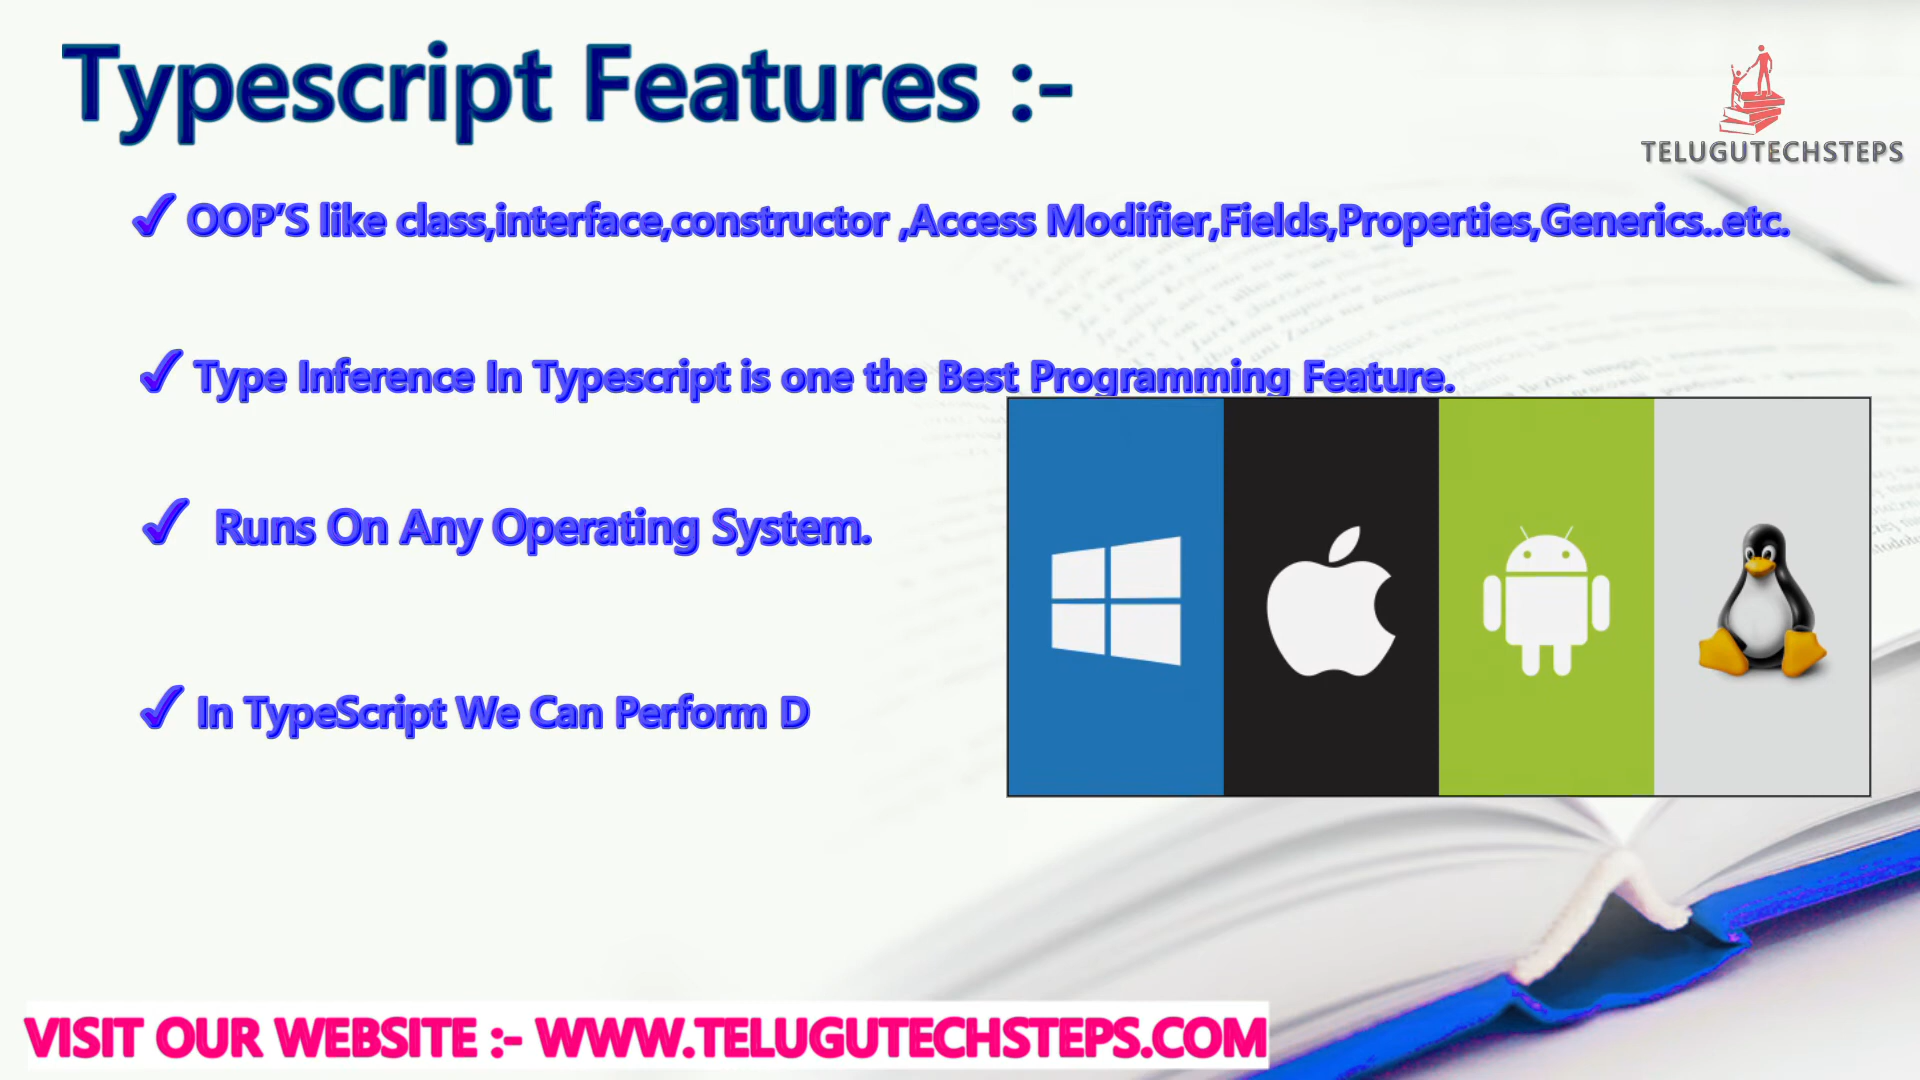 Typescript Features :-
TELUGUTECHSTEPS
✓ OOP’S like class,interface,constructor ,Access Modifier,Fields,Properties,Generics..etc.
✓ Type Inference In Typescript is one the Best Programming Feature.
✓ Runs On Any Operating System.
✓ In TypeScript We Can Perform D
VISIT OUR WEBSITE :- WWW.TELUGUTECHSTEPS.COM